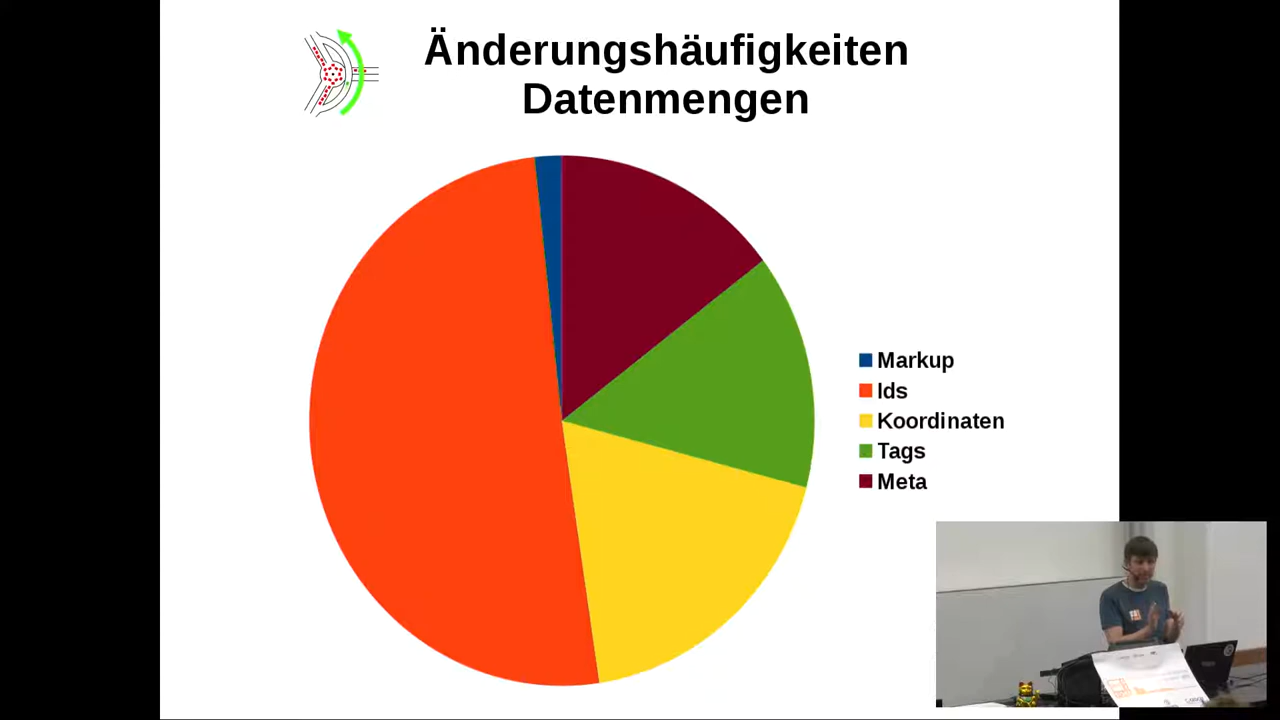 Änderungshäufigkeiten
Datenmengen
Markup
Ids
Koordinaten
Tags
Meta